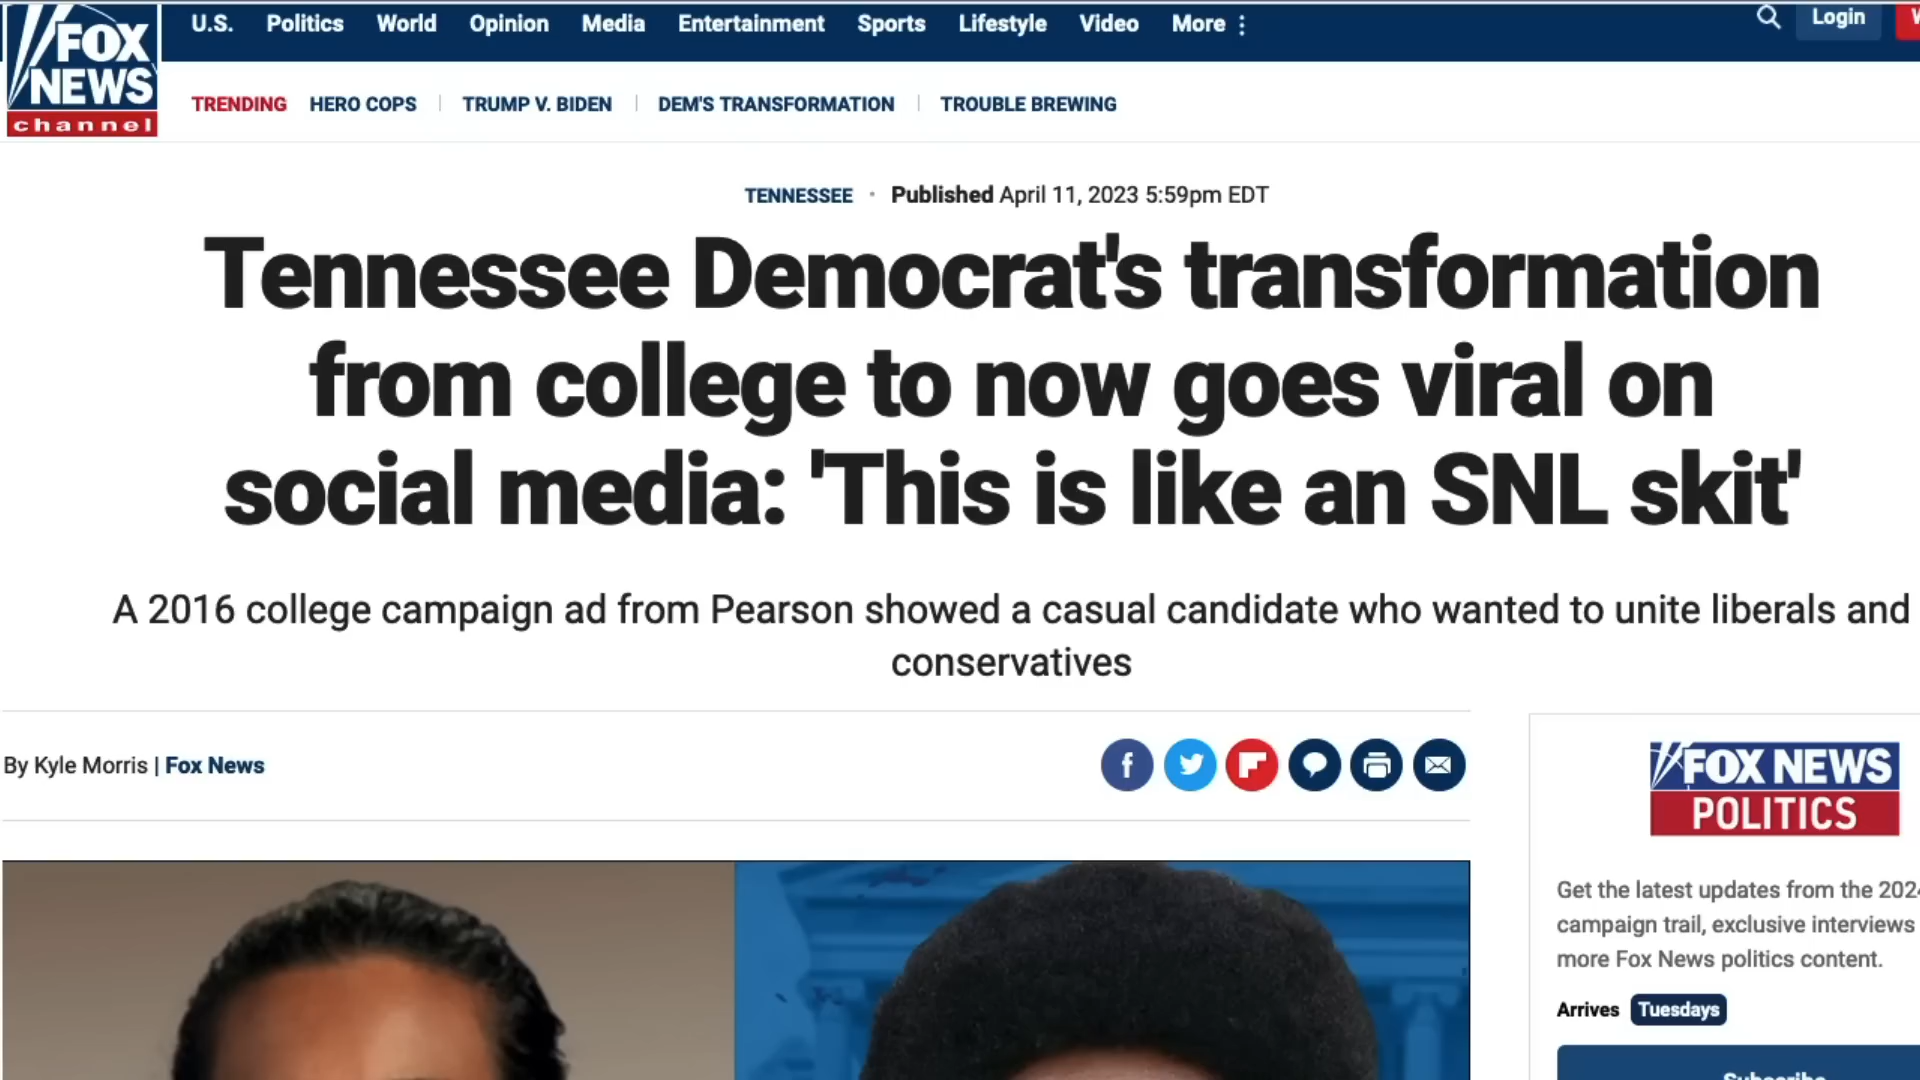 U.S. Politics World Opinion Media Entertainment Sports Lifestyle Video More
Login
FOX
NEWS
channel
TRENDING HERO COPS TRUMP V. BIDEN DEM'S TRANSFORMATION TROUBLE BREWING
TENNESSEE · Published April 11, 2023 5:59pm EDT
Tennessee Democrat's transformation
from college to now goes viral on
social media: 'This is like an SNL skit'
A 2016 college campaign ad from Pearson showed a casual candidate who wanted to unite liberals and
conservatives
By Kyle Morris | Fox News
FOX NEWS
POLITICS
Get the latest updates from the 202
campaign trail, exclusive interviews
more Fox News politics content.
Arrives Tuesdays
Subscribe